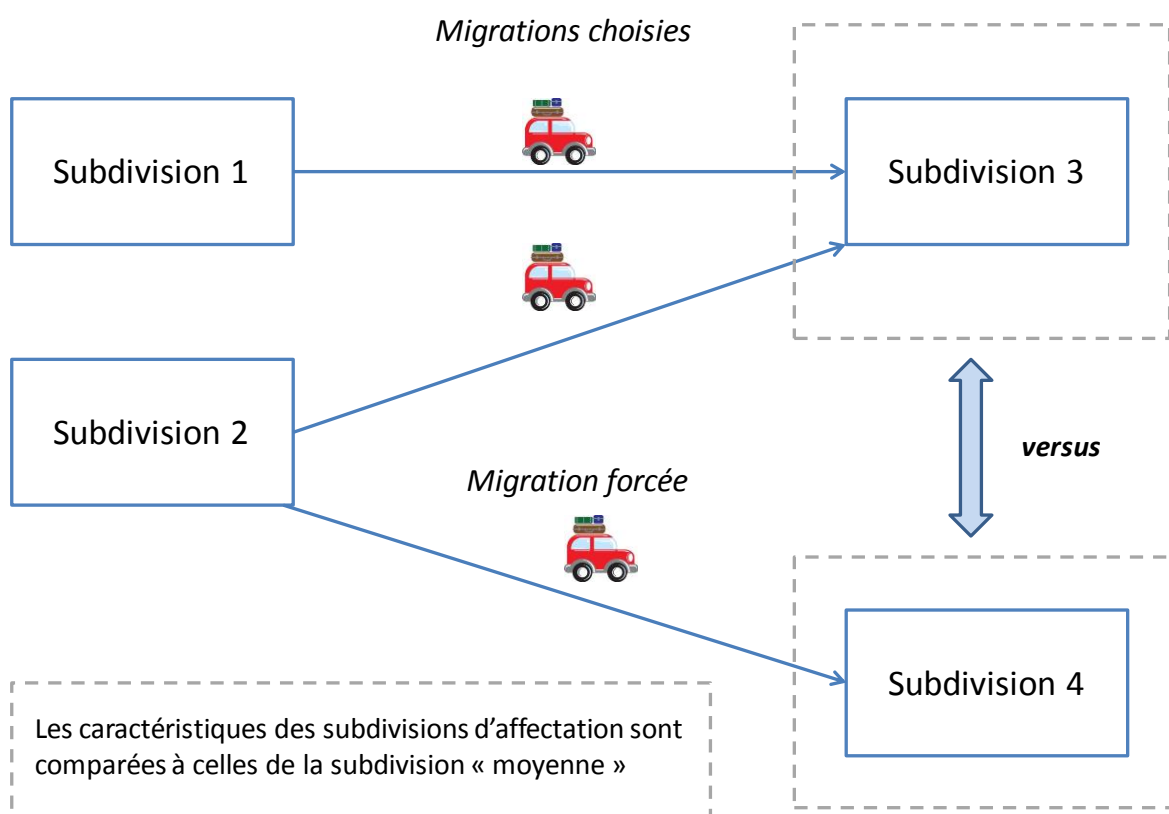 Migrations choisies
Subdivision 1
Subdivision 3
Subdivision 2
versus
Migration forcée
Subdivision 4
Les caractéristiques des subdivisions d’affectation sont
comparées à celles de la subdivision « moyenne »